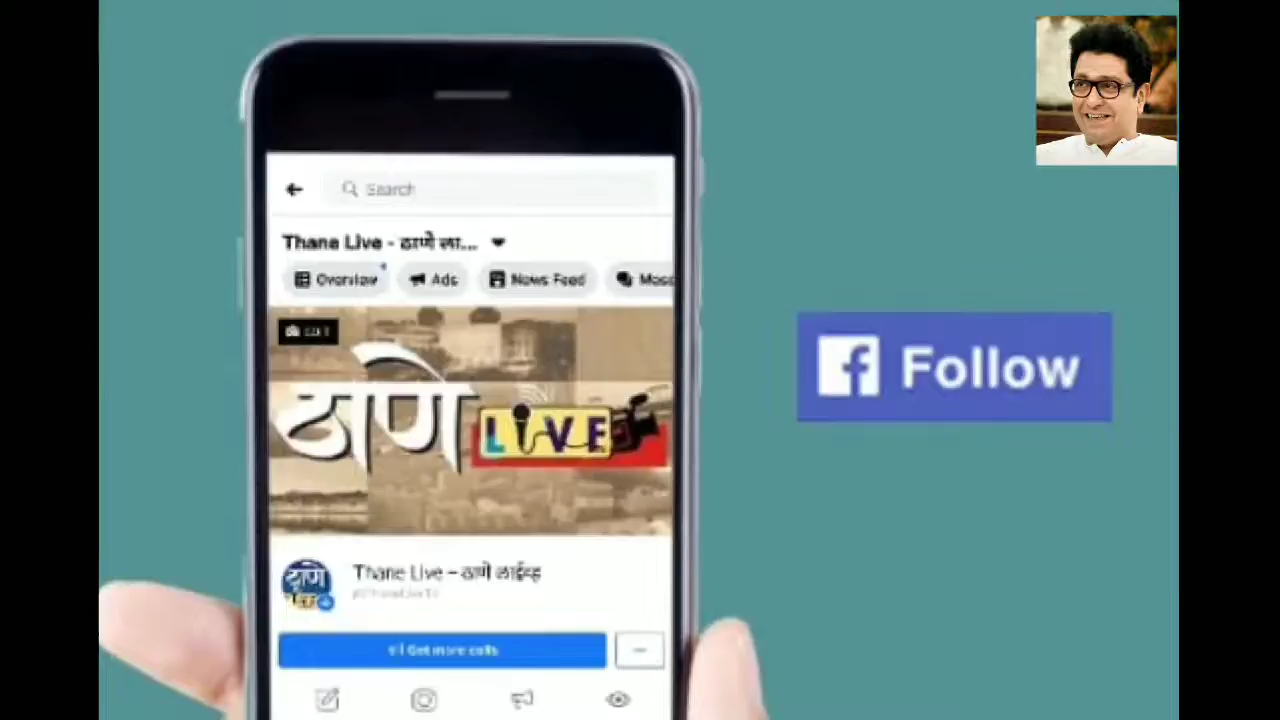 Search
Thane Live - ठाणे ला...
Overview Ads News Feed
ठाणे LIVE
Follow
ठाणे
Thane Live – ठाणे लाईव्ह
Get more calls